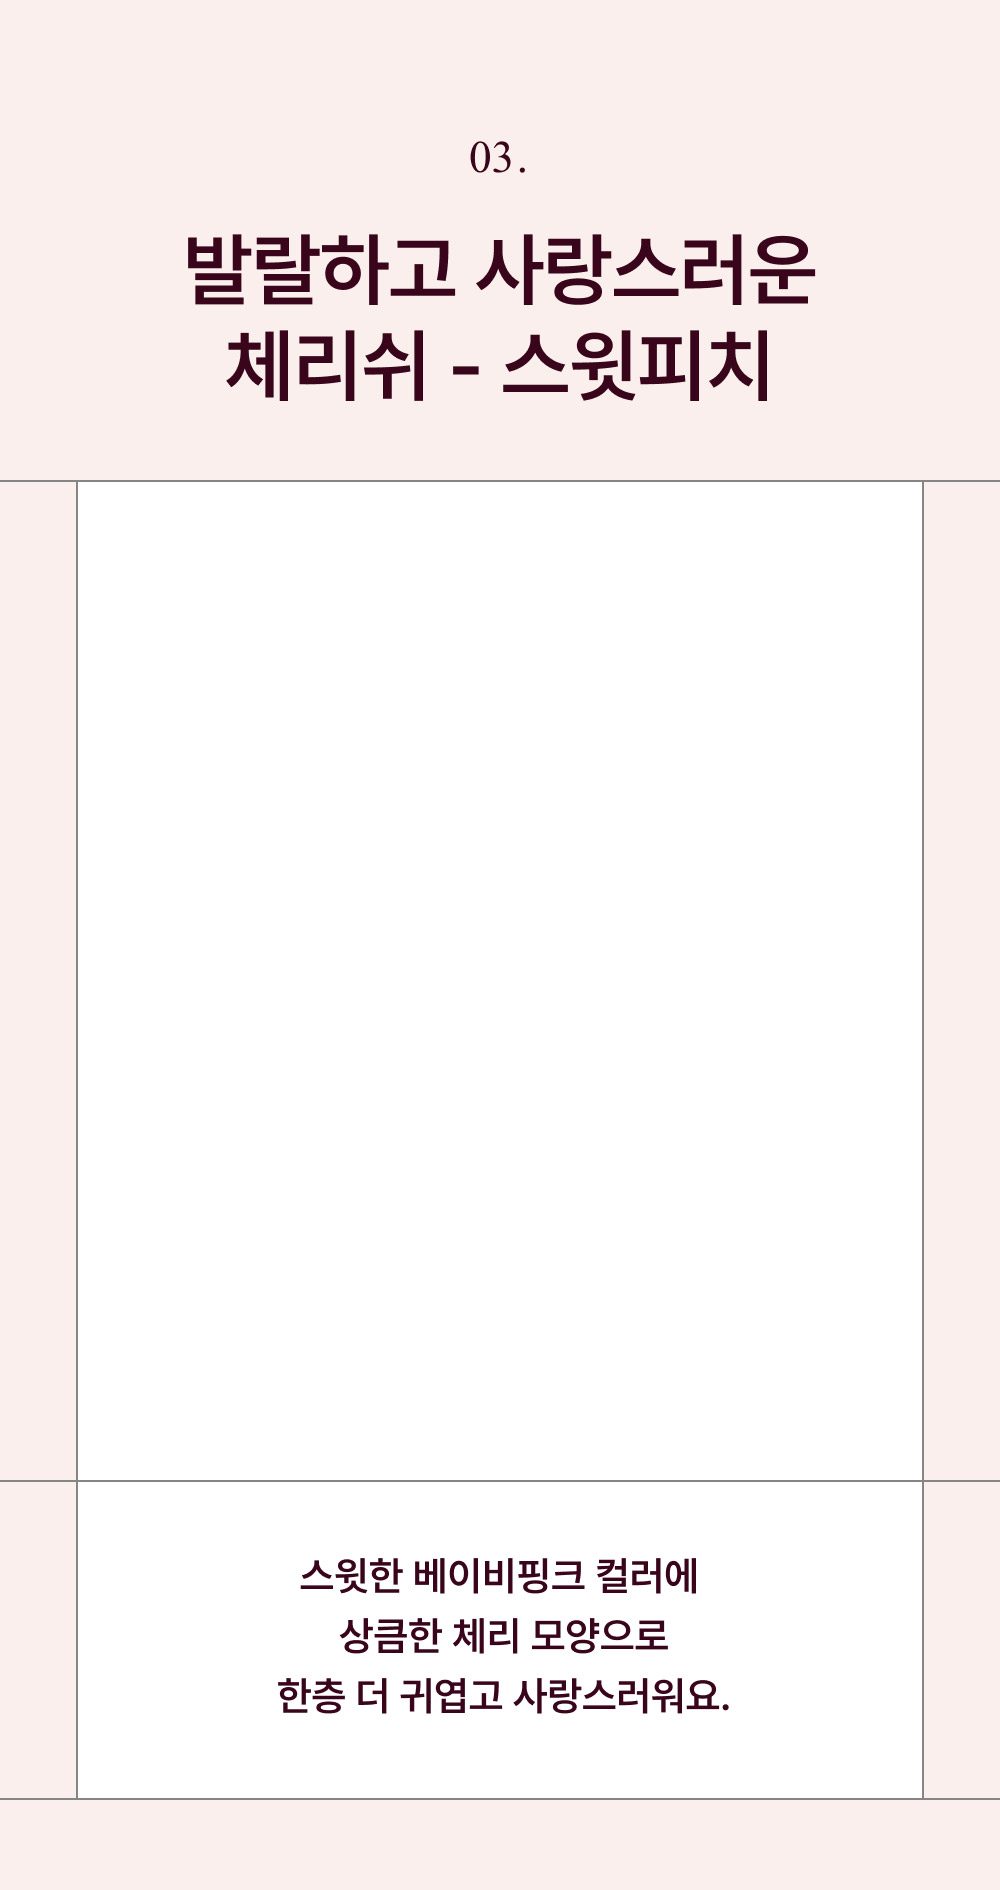 03.
발랄하고 사랑스러운
체리쉬 - 스윗피치
스윗한 베이비핑크 컬러에
상큼한 체리 모양으로
한층 더 귀엽고 사랑스러워요.